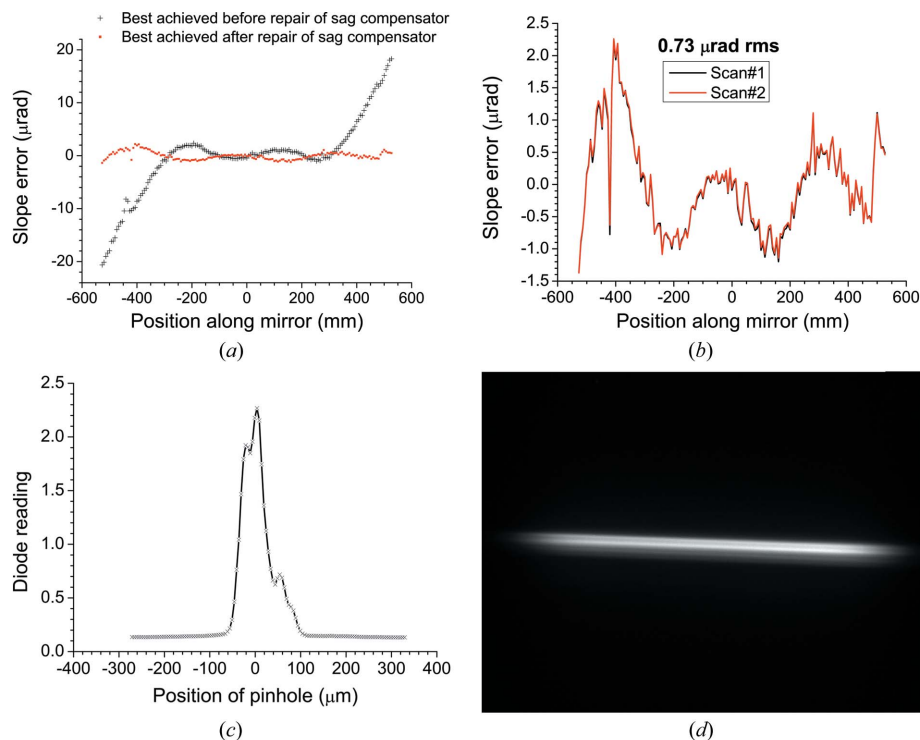 + Best achieved before repair of sag compensator
Best achieved after repair of sag compensator
20
10
0
-10
-20
Slope error (μrad)
-600 -400 -200 0 200 400 600
Position along mirror (mm)
(a)
2.5
2.0
1.5
1.0
0.5
0.0
-0.5
-1.0
-1.5
Slope error (μrad)
0.73 μrad rms
Scan#1
Scan#2
-600 -400 -200 0 200 400 600
Position along mirror (mm)
(b)
2.5
2.0
1.5
1.0
0.5
0.0
Diode reading
-400 -300 -200 -100 0 100 200 300 400
Position of pinhole (μm)
(c)
(d)